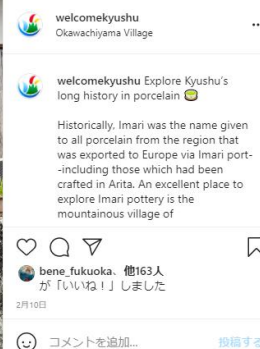 welcomekyushu
Okawachiyama Village
welcomekyushu Explore Kyushu's
long history in porcelain 🍵
Historically, Imari was the name given
to all porcelain from the region that
was exported to Europe via Imari port-
-including those which had been
crafted in Arita. An excellent place to
explore Imari pottery is the
mountainous village of
bene_fukuoka、他163人
が「いいね！」しました
2月10日
コメントを追加...
投稿する